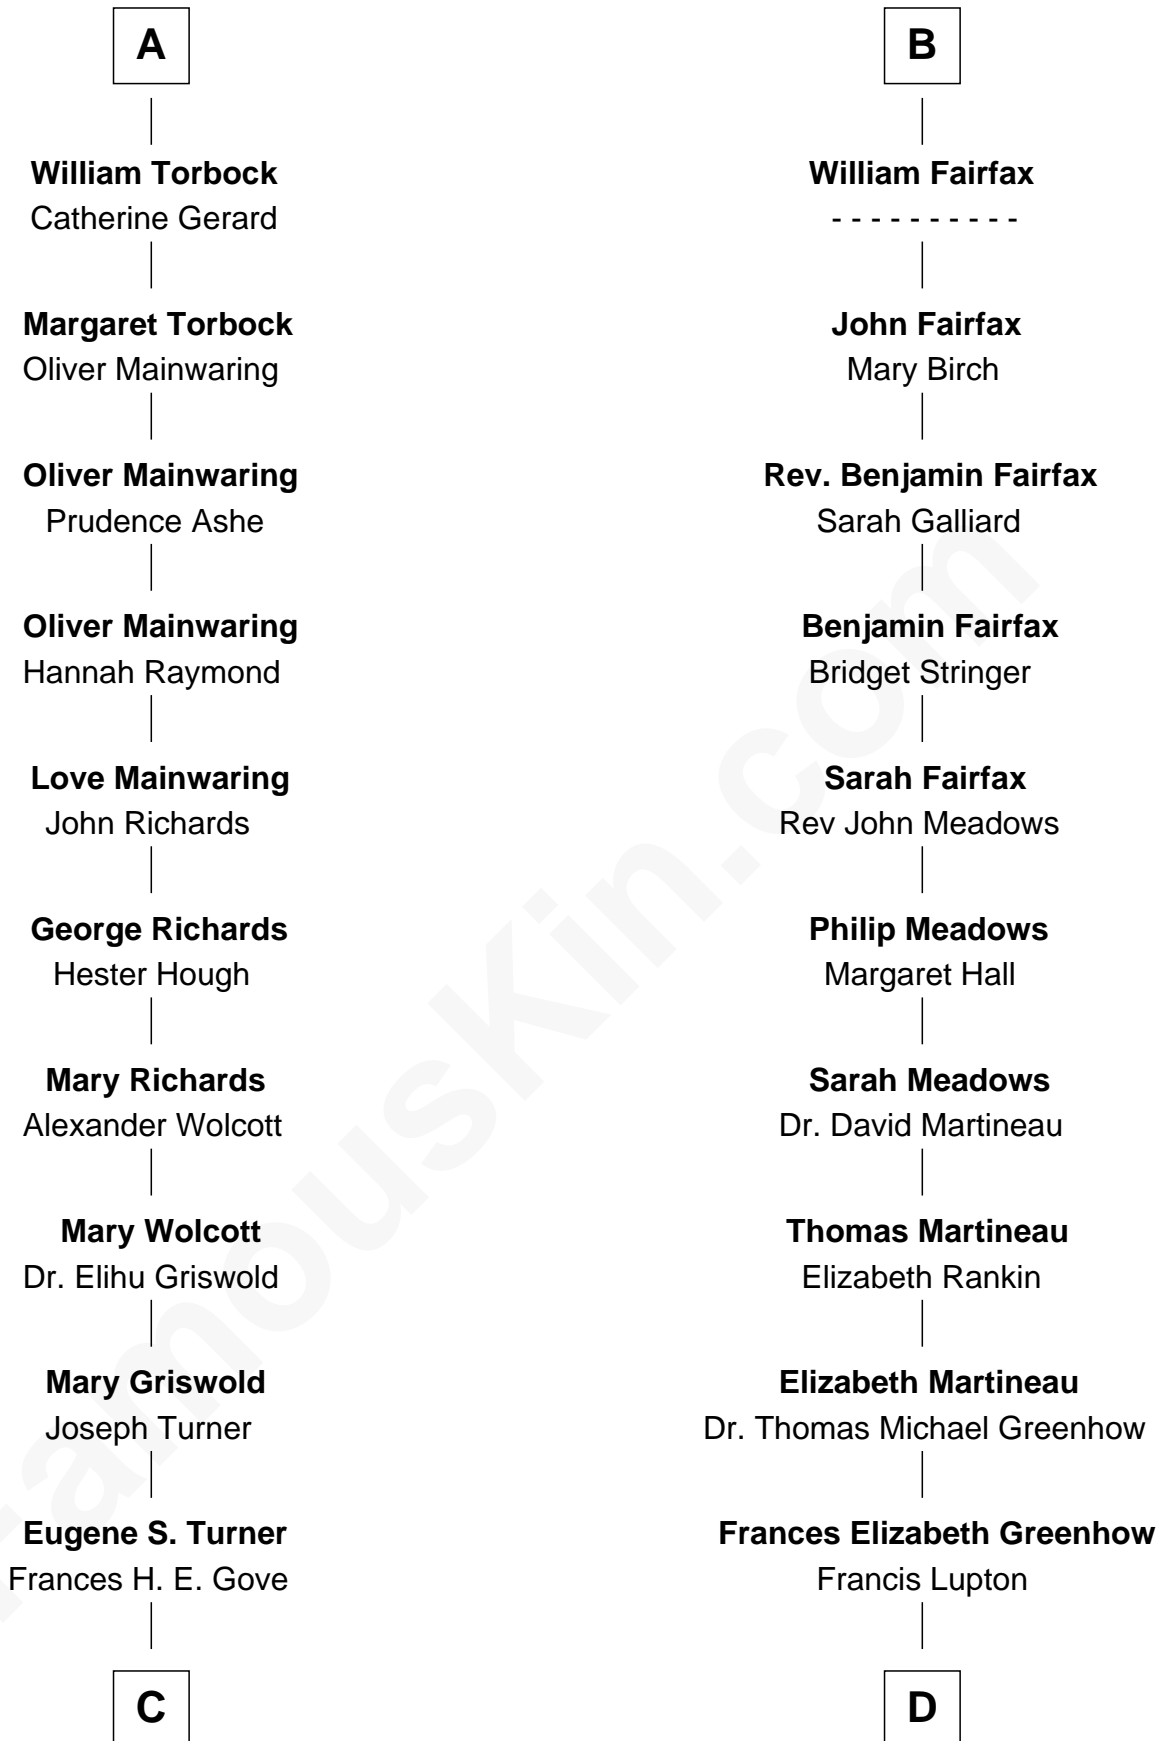 A
William Torbock
Catherine Gerard
Margaret Torbock
Oliver Mainwaring
Oliver Mainwaring
Prudence Ashe
Oliver Mainwaring
Hannah Raymond
Love Mainwaring
John Richards
George Richards
Hester Hough
Mary Richards
Alexander Wolcott
Mary Wolcott
Dr. Elihu Griswold
Mary Griswold
Joseph Turner
Eugene S. Turner
Frances H. E. Gove
C
B
William Fairfax
- - - - - - - - - -
John Fairfax
Mary Birch
Rev. Benjamin Fairfax
Sarah Galliard
Benjamin Fairfax
Bridget Stringer
Sarah Fairfax
Rev John Meadows
Philip Meadows
Margaret Hall
Sarah Meadows
Dr. David Martineau
Thomas Martineau
Elizabeth Rankin
Elizabeth Martineau
Dr. Thomas Michael Greenhow
Frances Elizabeth Greenhow
Francis Lupton
D
FamousKin.com